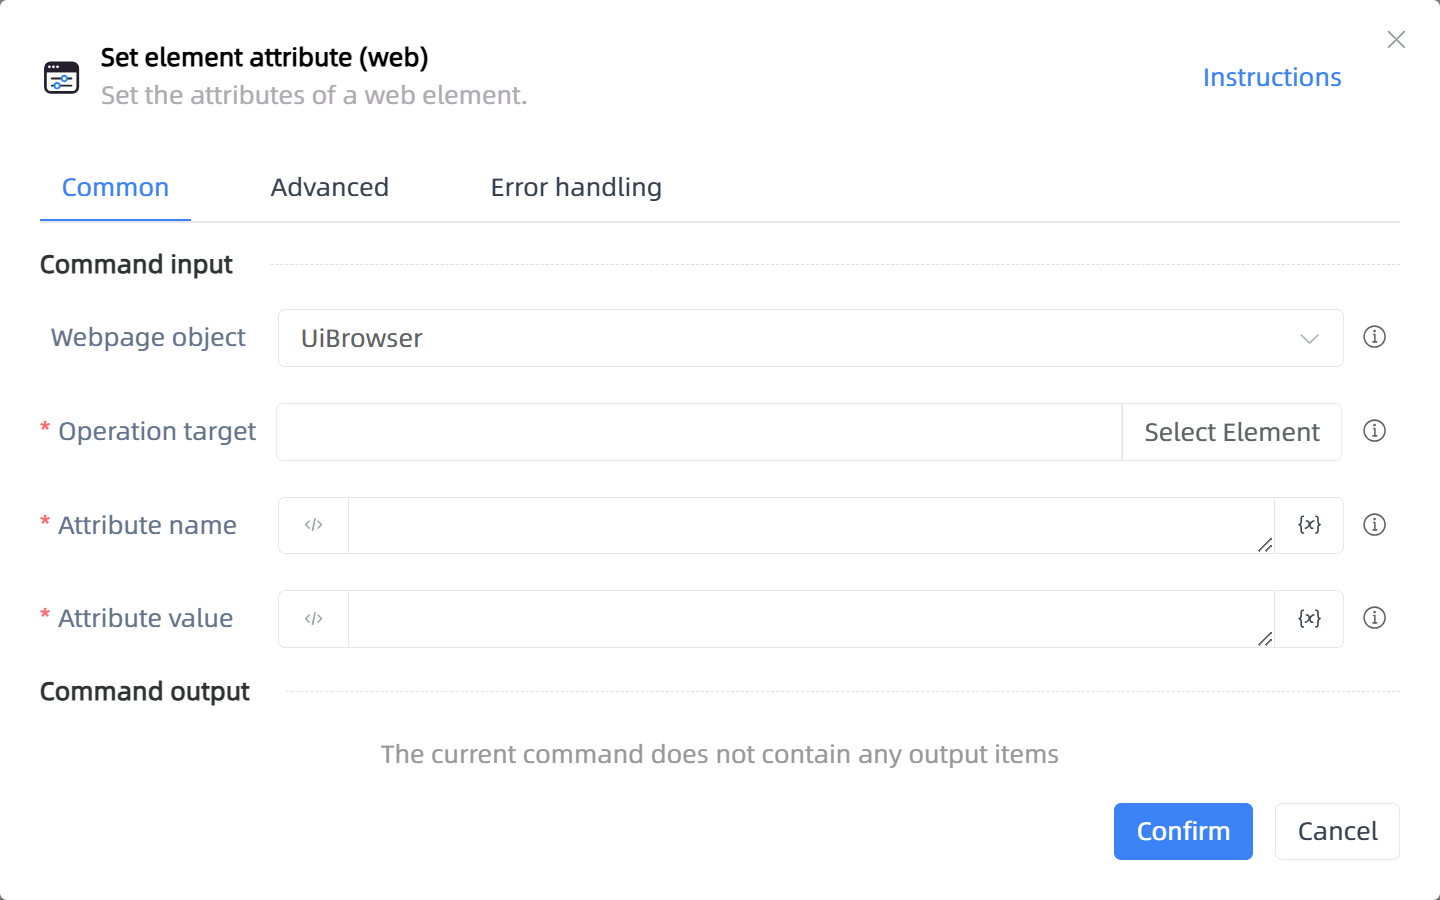 Set element attribute (web)
Set the attributes of a web element.
Instructions
Common
Advanced
Error handling
Command input
Webpage object
UiBrowser
* Operation target
Select Element
* Attribute name
</>
{x}
* Attribute value
</>
{x}
Command output
The current command does not contain any output items
Confirm
Cancel